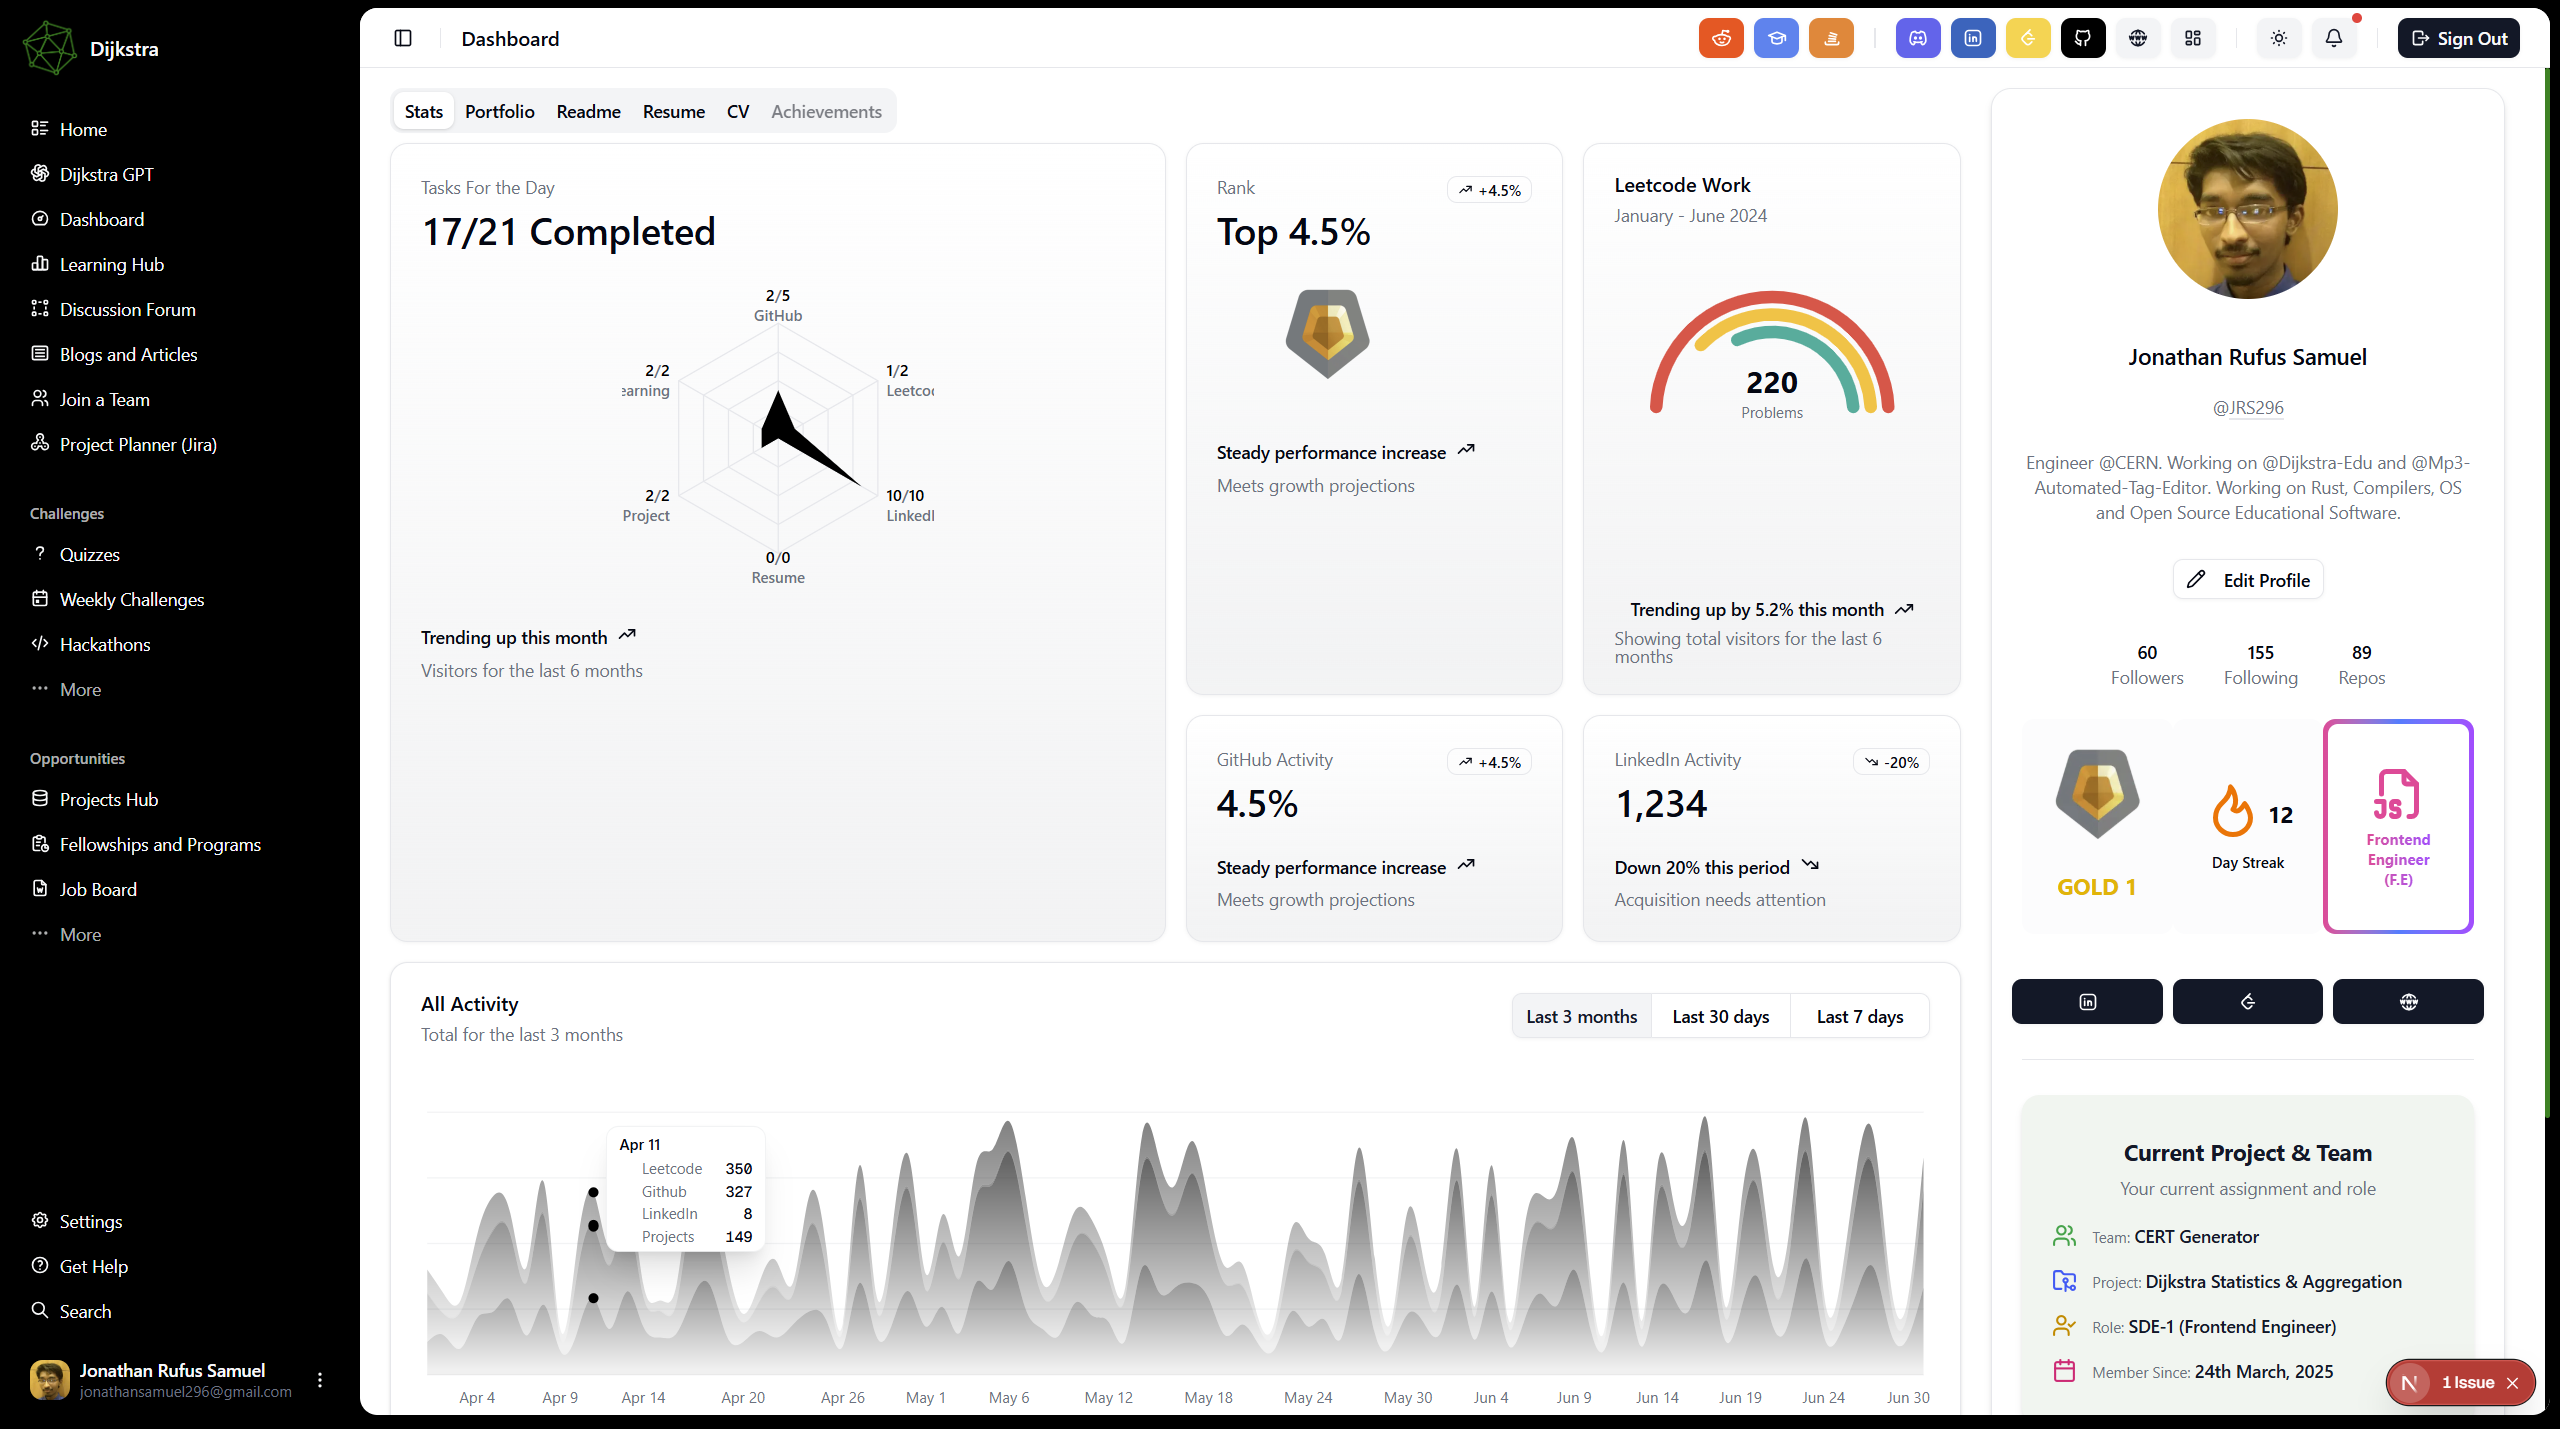 Dijkstra
Home
Dijkstra GPT
Dashboard
Learning Hub
Discussion Forum
Blogs and Articles
Join a Team
Project Planner (Jira)
Challenges
Quizzes
Weekly Challenges
Hackathons
More
Opportunities
Projects Hub
Fellowships and Programs
Job Board
More
Settings
Get Help
Search
Jonathan Rufus Samuel
jonathansamuel296@gmail.com
Dashboard
Sign Out
Stats Portfolio Readme Resume CV Achievements
Tasks For the Day
17/21 Completed
2/5
GitHub
1/2
Leetco
10/10
LinkedI
0/0
Resume
2/2
Project
2/2
earning
Trending up this month
Visitors for the last 6 months
Rank
+4.5%
Top 4.5%
Steady performance increase
Meets growth projections
Leetcode Work
January - June 2024
220
Problems
Trending up by 5.2% this month
Showing total visitors for the last 6
months
GitHub Activity
+4.5%
4.5%
Steady performance increase
Meets growth projections
LinkedIn Activity
-20%
1,234
Down 20% this period
Acquisition needs attention
All Activity
Total for the last 3 months
Last 3 months Last 30 days Last 7 days
Apr 11
Leetcode 350
Github 327
LinkedIn 8
Projects 149
Apr 4 Apr 9 Apr 14 Apr 20 Apr 26 May 1 May 6 May 12 May 18 May 24 May 30 Jun 4 Jun 9 Jun 14 Jun 19 Jun 24 Jun 30
Jonathan Rufus Samuel
@JRS296
Engineer @CERN. Working on @Dijkstra-Edu and @Mp3-
Automated-Tag-Editor. Working on Rust, Compilers, OS
and Open Source Educational Software.
Edit Profile
60 155 89
Followers Following Repos
GOLD 1
12
Day Streak
JS
Frontend
Engineer
(F.E)
Current Project & Team
Your current assignment and role
Team: CERT Generator
Project: Dijkstra Statistics & Aggregation
Role: SDE-1 (Frontend Engineer)
Member Since: 24th March, 2025
N 1 Issue